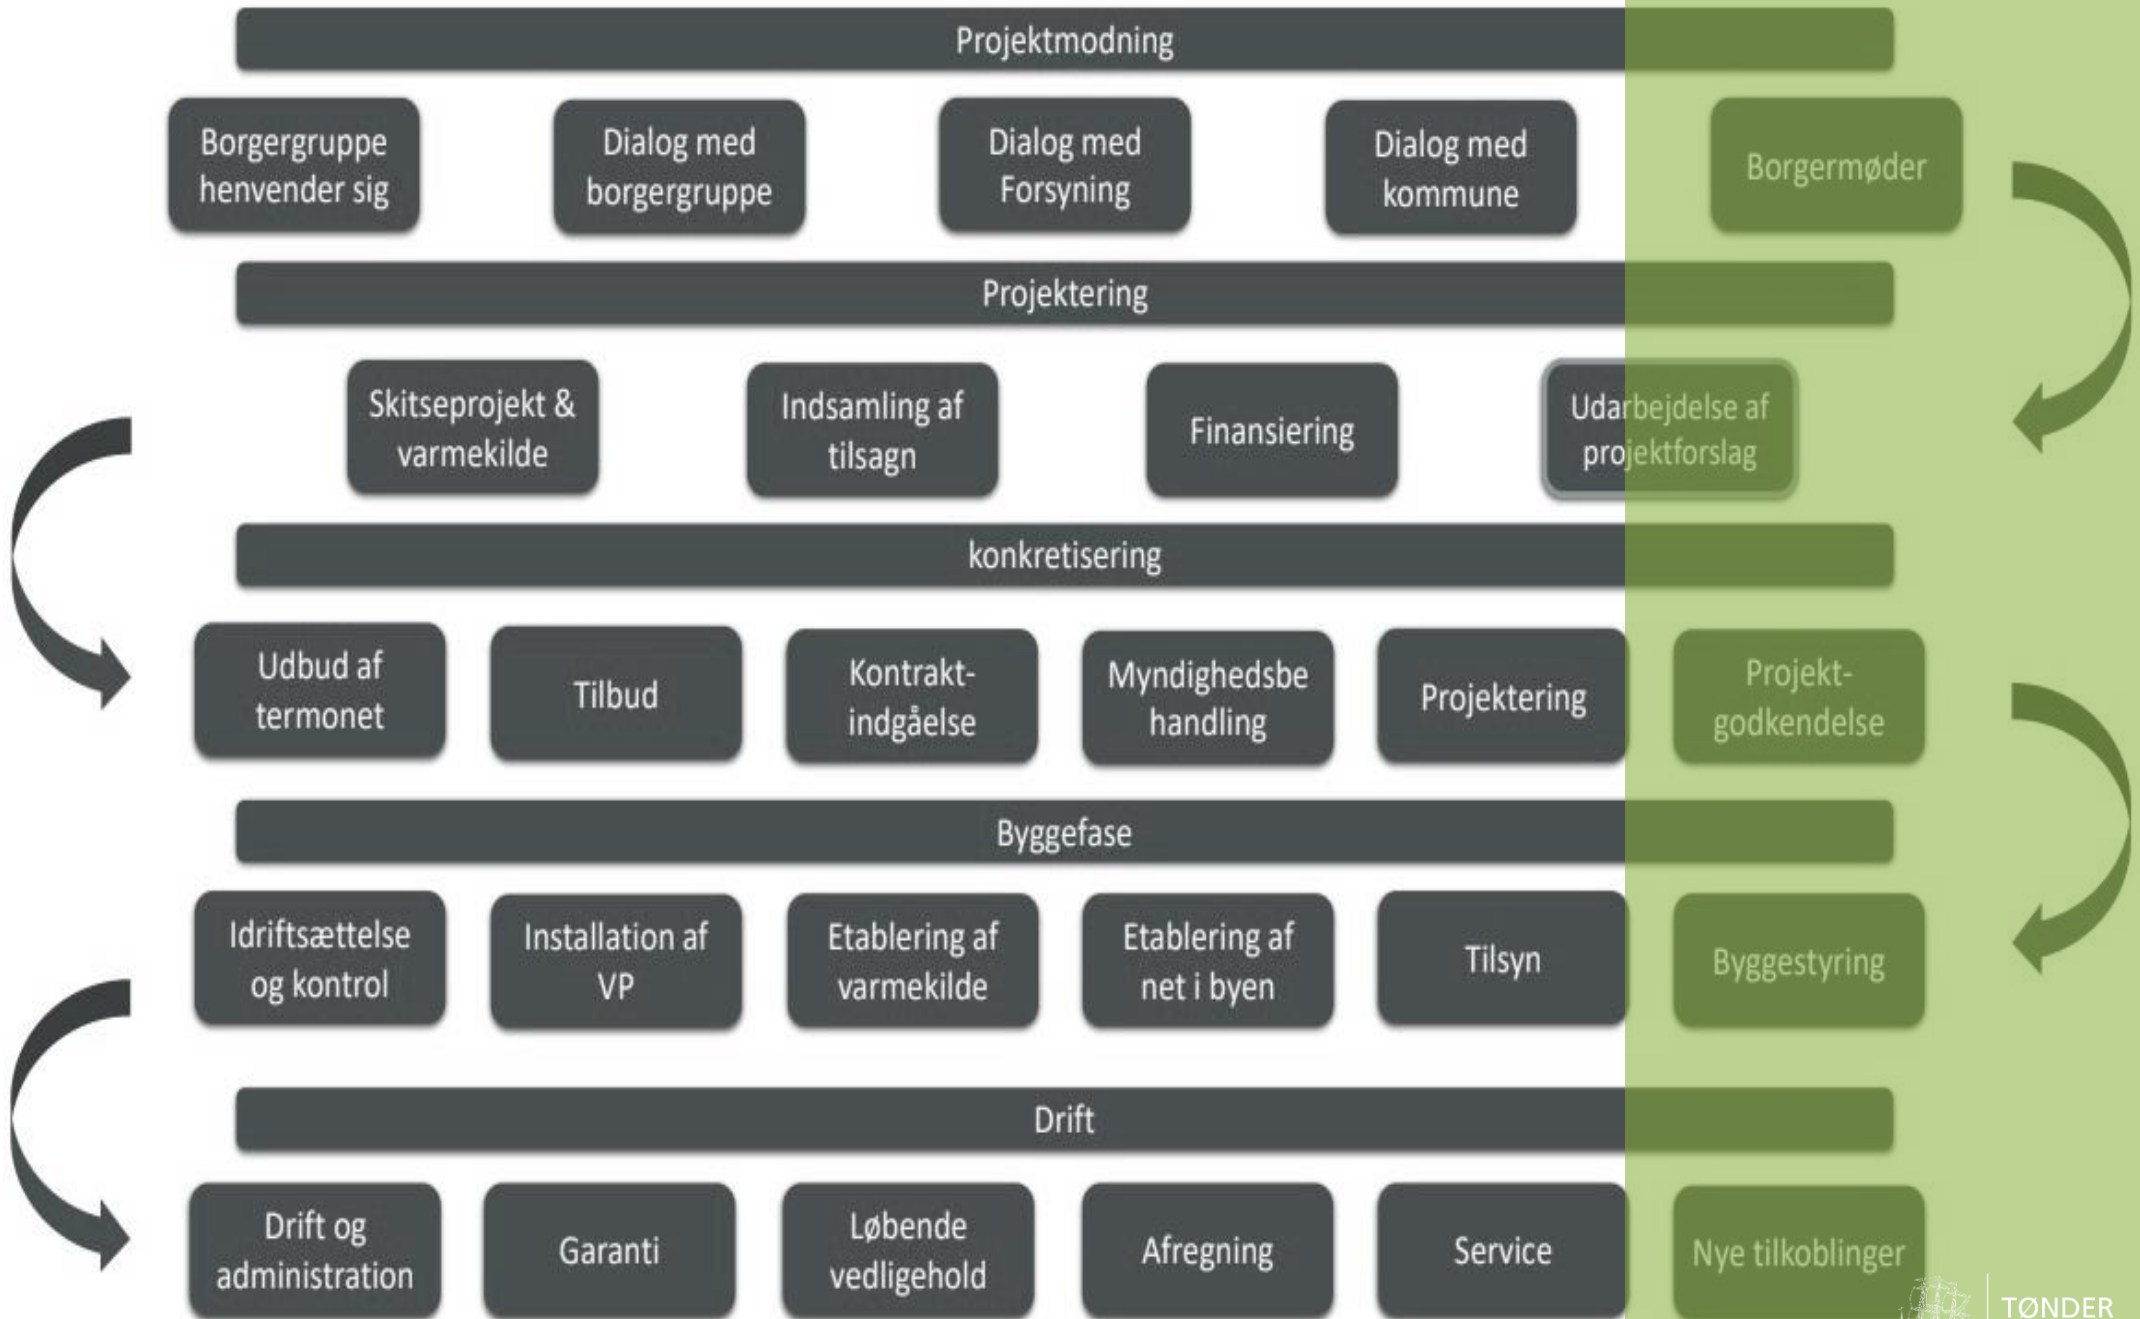 Projektmodning
Borgergruppe
henvender sig
Dialog med
borgergruppe
Dialog med
Forsyning
Dialog med
kommune
Borgermøder
Projektering
Skitseprojekt &
varmekilde
Indsamling af
tilsagn
Finansiering
Udarbejdelse af
projektforslag
konkretisering
Udbud af
termonet
Tilbud
Kontrakt-
indgåelse
Myndighedsbe
handling
Projektering
Projekt-
godkendelse
Byggefase
Idriftsættelse
og kontrol
Installation af
VP
Etablering af
varmekilde
Etablering af
net i byen
Tilsyn
Byggestyring
Drift
Drift og
administration
Garanti
Løbende
vedligehold
Afregning
Service
Nye tilkoblinger
TØNDER